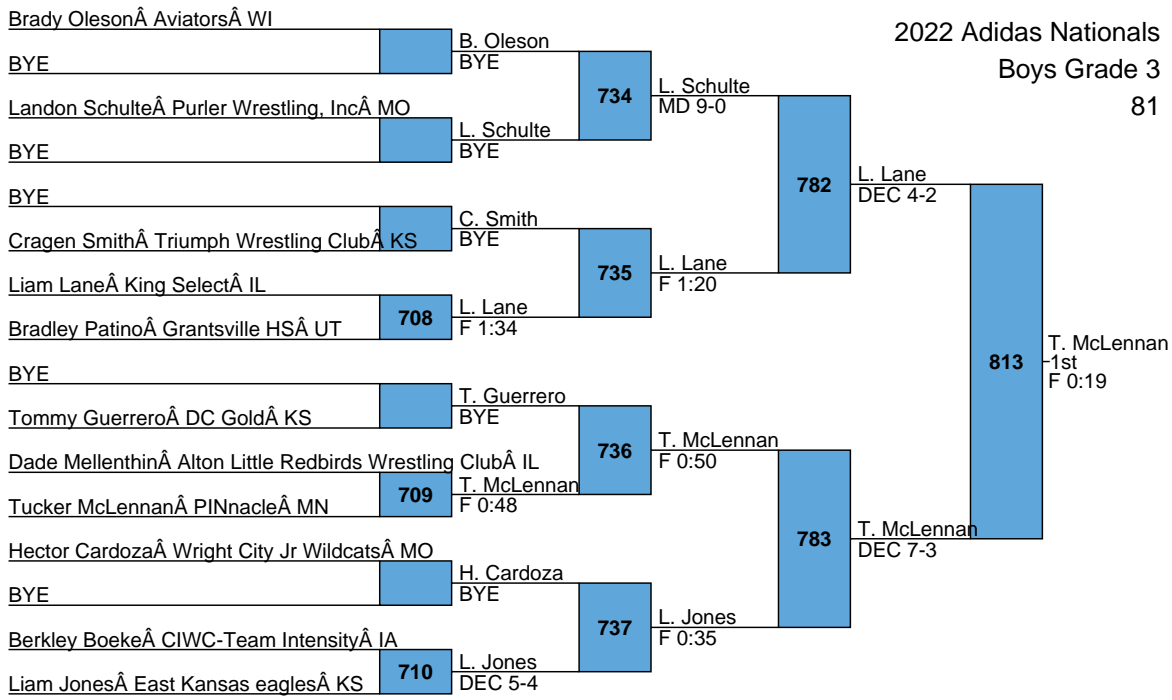 2022 Adidas Nationals
Boys Grade 3
81
Brady OlesonÂ AviatorsÂ WI
BYE
Landon SchulteÂ Purler Wrestling, IncÂ MO
BYE
BYE
Cragen SmithÂ Triumph Wrestling ClubÂ KS
Liam LaneÂ King SelectÂ IL
Bradley PatinoÂ Grantsville HSÂ UT
BYE
Tommy GuerreroÂ DC GoldÂ KS
Dade MellenthinÂ Alton Little Redbirds Wrestling ClubÂ IL
Tucker McLennanÂ PINnacleÂ MN
Hector CardozaÂ Wright City Jr WildcatsÂ MO
BYE
Berkley BoekeÂ CIWC-Team IntensityÂ IA
Liam JonesÂ East Kansas eaglesÂ KS
708
709
710
B. Oleson
BYE
L. Schulte
BYE
C. Smith
BYE
L. Lane
F 1:34
T. Guerrero
BYE
T. McLennan
F 0:48
H. Cardoza
BYE
L. Jones
DEC 5-4
734
735
736
737
L. Schulte
MD 9-0
L. Lane
F 1:20
T. McLennan
F 0:50
L. Jones
F 0:35
782
783
L. Lane
DEC 4-2
T. McLennan
DEC 7-3
813
T. McLennan
1st
F 0:19